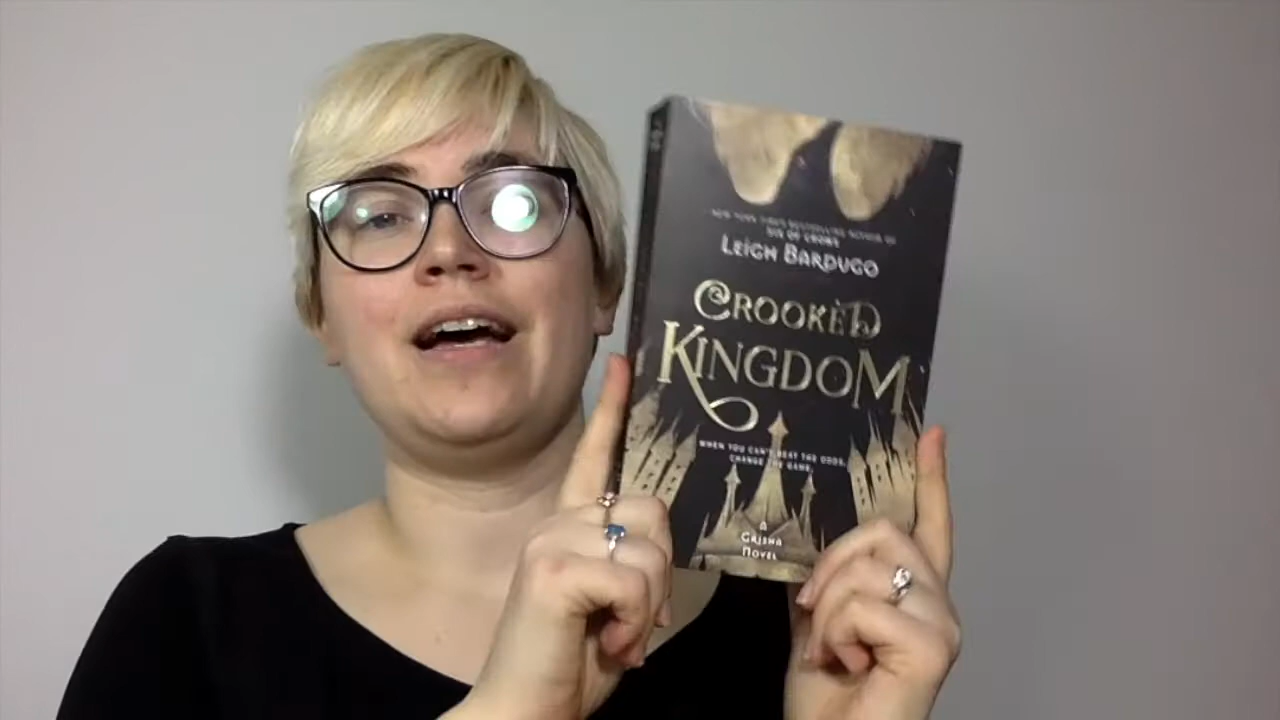 NEW YORK TIMES BESTSELLING AUTHOR OF
SIX OF CROWS
LEIGH BARDUGO
CROOKED
KINGDOM
WHEN YOU CAN'T BEAT THE ODDS,
CHANGE THE GAME.
A
GRISHA
NOVEL